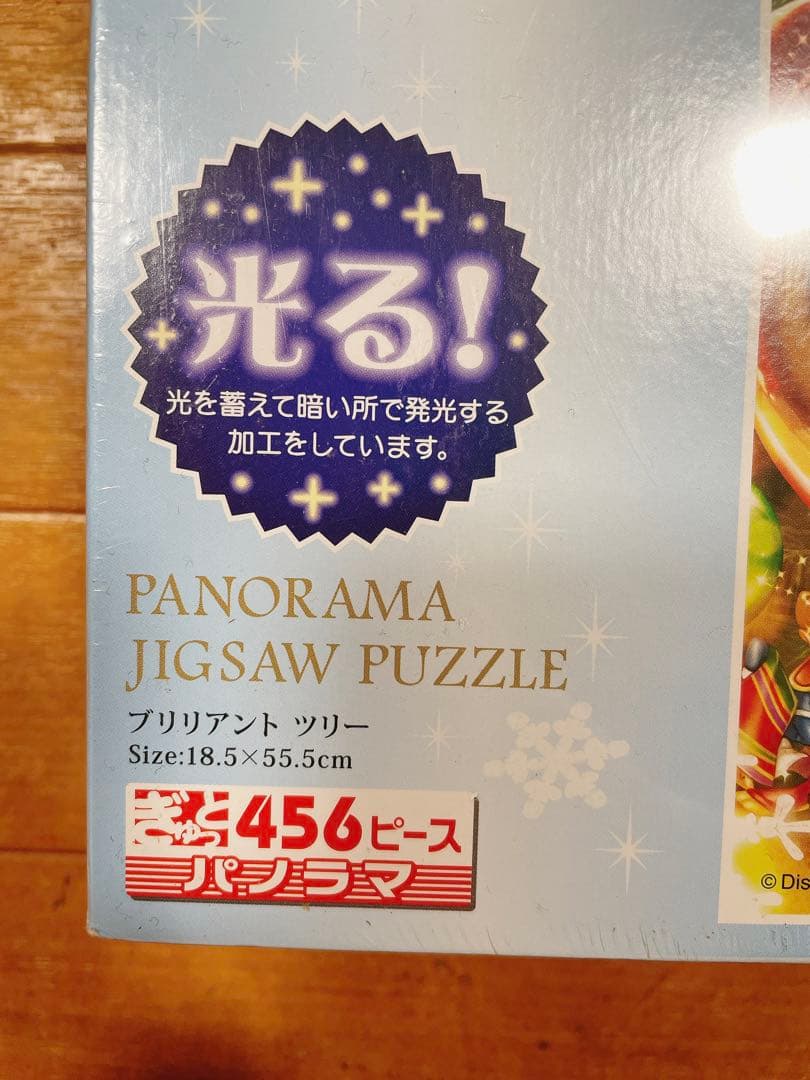 光る!
光を蓄えて暗い所で発光する
加工をしています。
PANORAMA
JIGSAW PUZZLE
ブリリアント ツリー
Size:18.5×55.5cm
ぎゅっと456ピース
パノラマ
© Dis